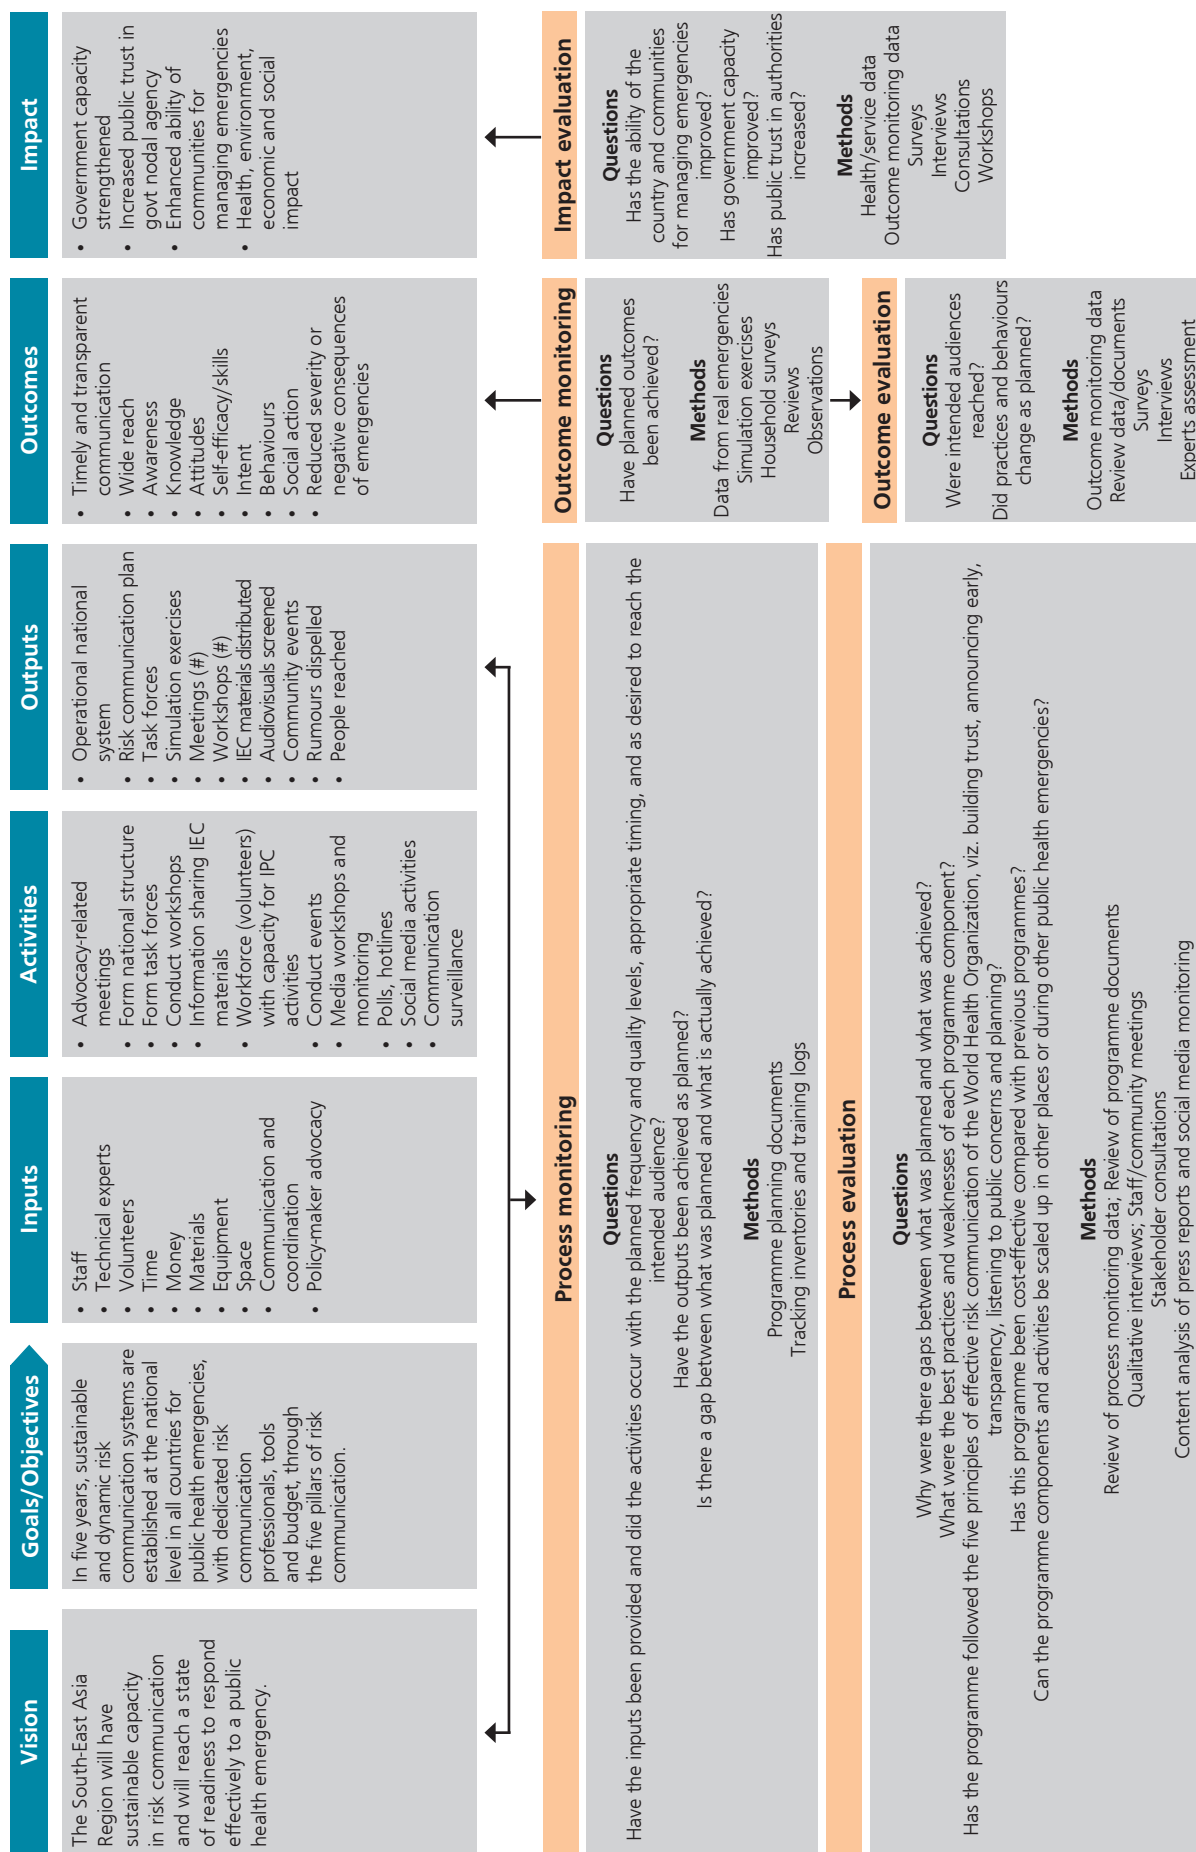 Vision
The South-East Asia
Region will have
sustainable capacity
in risk communication
and will reach a state
of readiness to respond
effectively to a public
health emergency.
Goals/Objectives
In five years, sustainable
and dynamic risk
communication systems are
established at the national
level in all countries for
public health emergencies,
with dedicated risk
communication
professionals, tools
and budget, through
the five pillars of risk
communication.
Inputs
• Staff
• Technical experts
• Volunteers
• Time
• Money
• Materials
• Equipment
• Space
• Communication and
coordination
• Policy-maker advocacy
Activities
• Advocacy-related
meetings
• Form national structure
• Form task forces
• Conduct workshops
• Information sharing IEC
materials
• Workforce (volunteers)
with capacity for IPC
activities
• Conduct events
• Media workshops and
monitoring
• Polls, hotlines
• Social media activities
• Communication
surveillance
Outputs
• Operational national
system
• Risk communication plan
• Task forces
• Simulation exercises
• Meetings (#)
• Workshops (#)
• IEC materials distributed
• Audiovisuals screened
• Community events
• Rumours dispelled
• People reached
Outcomes
• Timely and transparent
communication
• Wide reach
• Awareness
• Knowledge
• Attitudes
• Self-efficacy/skills
• Intent
• Behaviours
• Social action
• Reduced severity or
negative consequences
of emergencies
Impact
• Government capacity
strengthened
• Increased public trust in
govt nodal agency
• Enhanced ability of
communities for
managing emergencies
• Health, environment,
economic and social
impact
Process monitoring
Questions
Have the inputs been provided and did the activities occur with the planned frequency and quality levels, appropriate timing, and as desired to reach the
intended audience?
Have the outputs been achieved as planned?
Is there a gap between what was planned and what is actually achieved?
Methods
Programme planning documents
Tracking inventories and training logs
Process evaluation
Questions
Why were there gaps between what was planned and what was achieved?
What were the best practices and weaknesses of each programme component?
Has the programme followed the five principles of effective risk communication of the World Health Organization, viz. building trust, announcing early,
transparency, listening to public concerns and planning?
Has this programme been cost-effective compared with previous programmes?
Can the programme components and activities be scaled up in other places or during other public health emergencies?
Methods
Review of process monitoring data; Review of programme documents
Qualitative interviews; Staff/community meetings
Stakeholder consultations
Content analysis of press reports and social media monitoring
Outcome monitoring
Questions
Have planned outcomes
been achieved?
Methods
Data from real emergencies
Simulation exercises
Household surveys
Reviews
Observations
Outcome evaluation
Questions
Were intended audiences
reached?
Did practices and behaviours
change as planned?
Methods
Outcome monitoring data
Review data/documents
Surveys
Interviews
Experts assessment
Impact evaluation
Questions
Has the ability of the
country and communities
for managing emergencies
improved?
Has government capacity
improved?
Has public trust in authorities
increased?
Methods
Health/service data
Outcome monitoring data
Surveys
Interviews
Consultations
Workshops